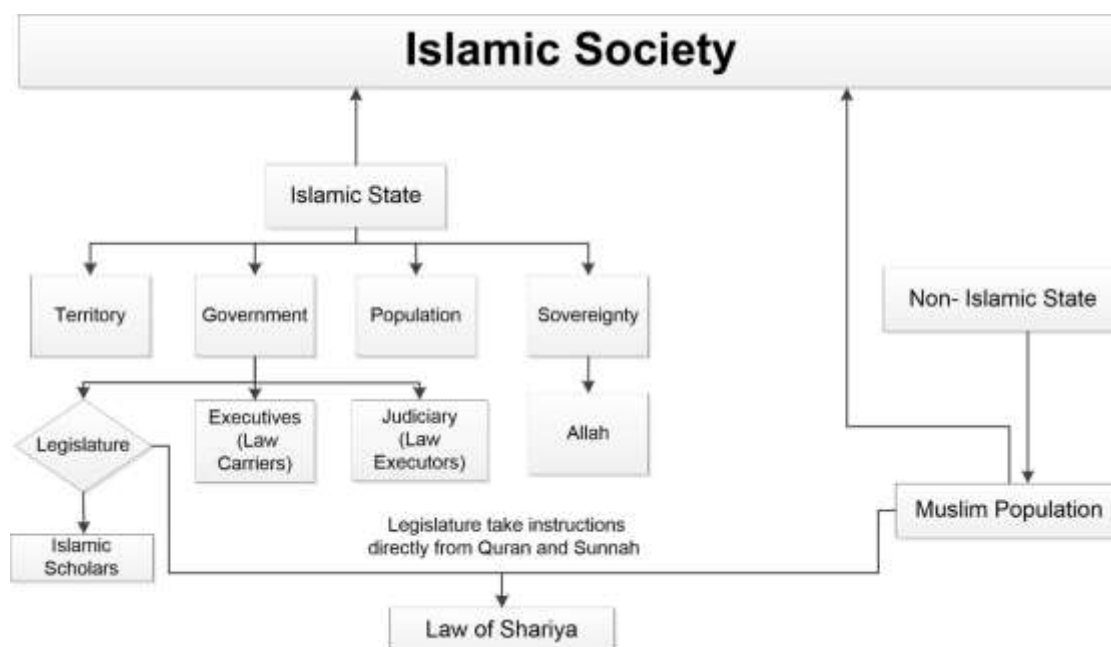 Islamic Society
Islamic State
Territory
Government
Population
Sovereignty
Non- Islamic State
Legislature
Executives
(Law
Carriers)
Judiciary
(Law
Executors)
Allah
Muslim Population
Legislature take instructions
directly from Quran and Sunnah
Islamic
Scholars
Law of Shariya